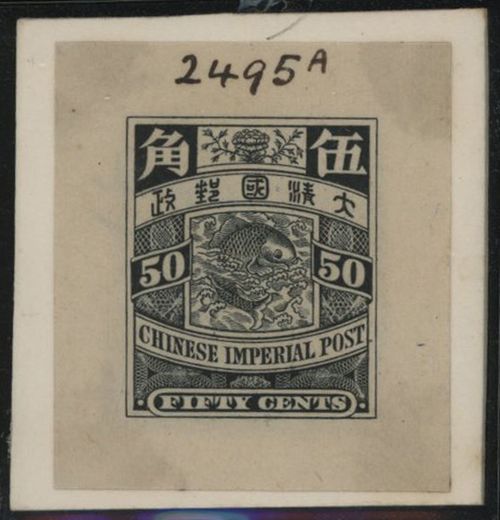 2495A
伍角
大清國郵政
50 50
CHINESE IMPERIAL POST
FIFTY CENTS